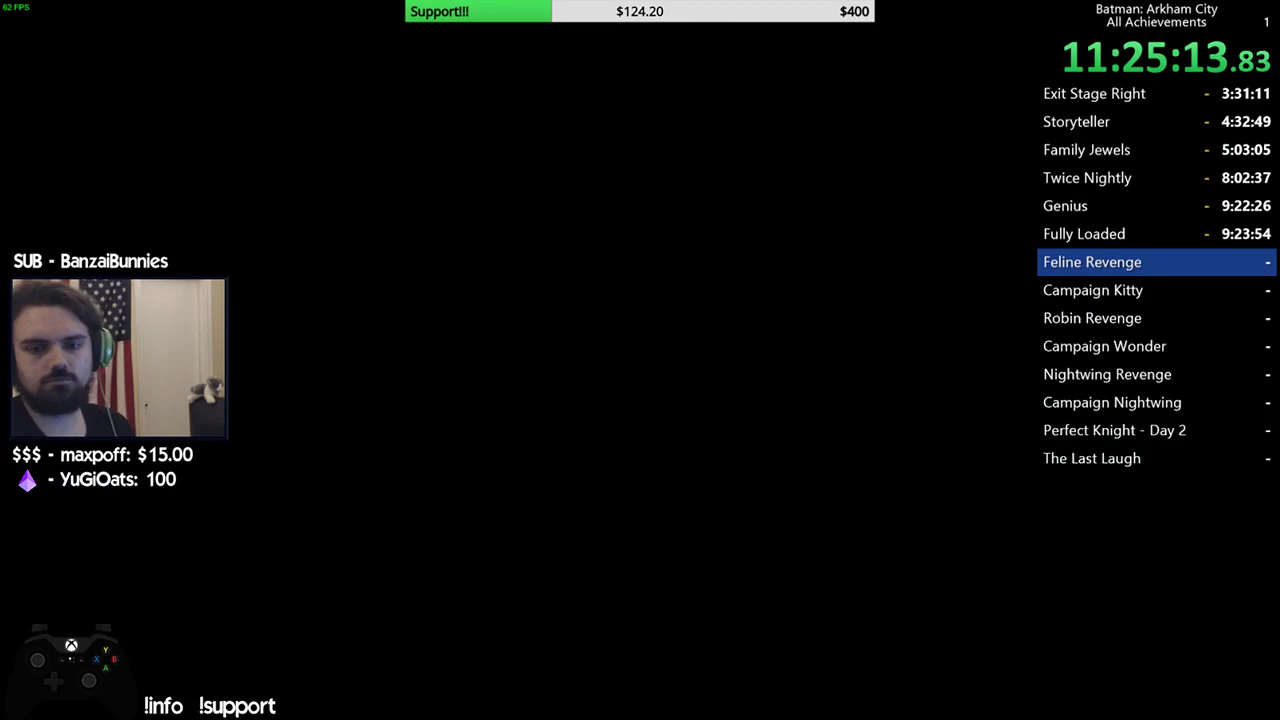 62 FPS
Support!!! $124.20 $400
Batman: Arkham City
All Achievements 1
11:25:13.83
Exit Stage Right - 3:31:11
Storyteller - 4:32:49
Family Jewels - 5:03:05
Twice Nightly - 8:02:37
Genius - 9:22:26
Fully Loaded - 9:23:54
Feline Revenge -
Campaign Kitty -
Robin Revenge -
Campaign Wonder -
Nightwing Revenge -
Campaign Nightwing -
Perfect Knight - Day 2 -
The Last Laugh -
SUB - BanzaiBunnies
$$$ - maxpoff: $15.00
- YuGiOats: 100
Y
X B
A
!info !support